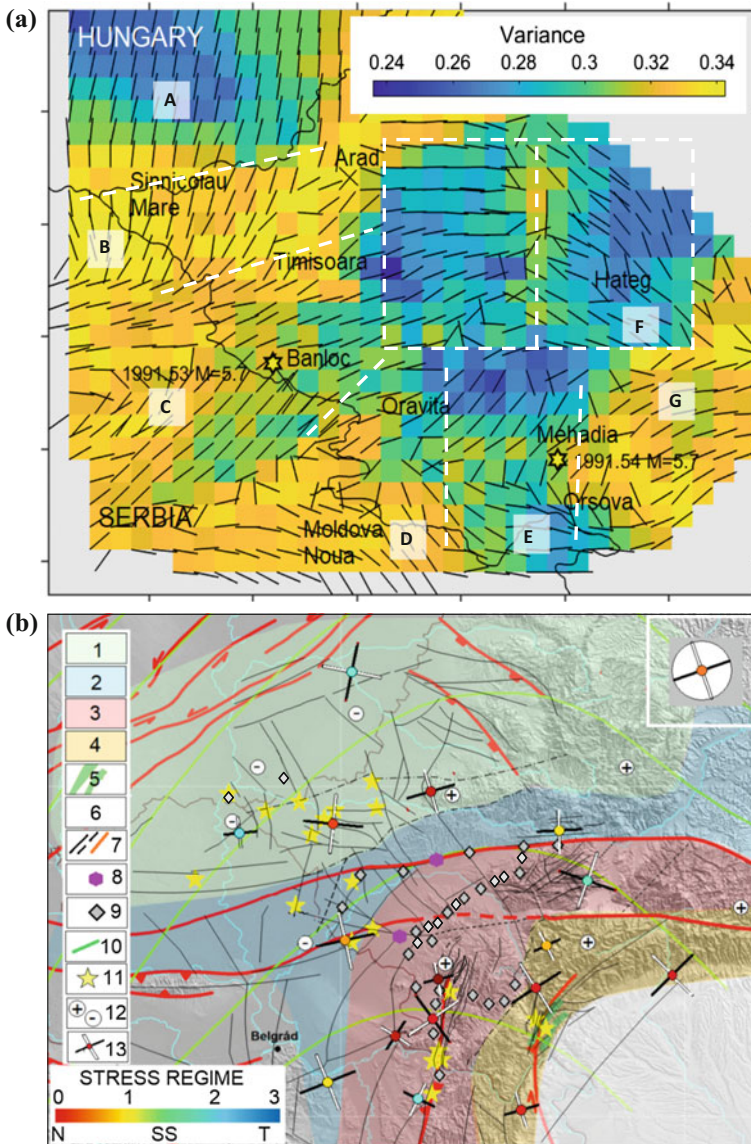 (a)
HUNGARY
Variance
0.24 0.26 0.28 0.3 0.32 0.34
A
Arad
Sinnicolau
Mare
B
Timisoara
Hateg
F
Banloc
1991.53 M=5.7
C
Oravita
G
Mehadia
1991.54 M=5.7
Orsova
SERBIA
Moldova
Noua
D
E
(b)
1
2
3
4
5
6
7
8
9
10
11
12
13
Belgrád
STRESS REGIME
0 1 2 3
N SS T